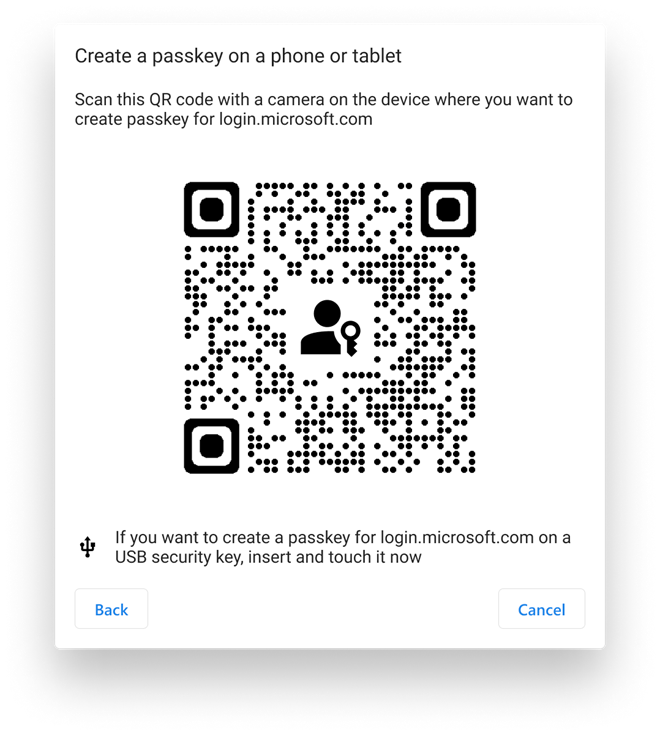 Create a passkey on a phone or tablet
Scan this QR code with a camera on the device where you want to
create passkey for login.microsoft.com
If you want to create a passkey for login.microsoft.com on a
USB security key, insert and touch it now
Back
Cancel